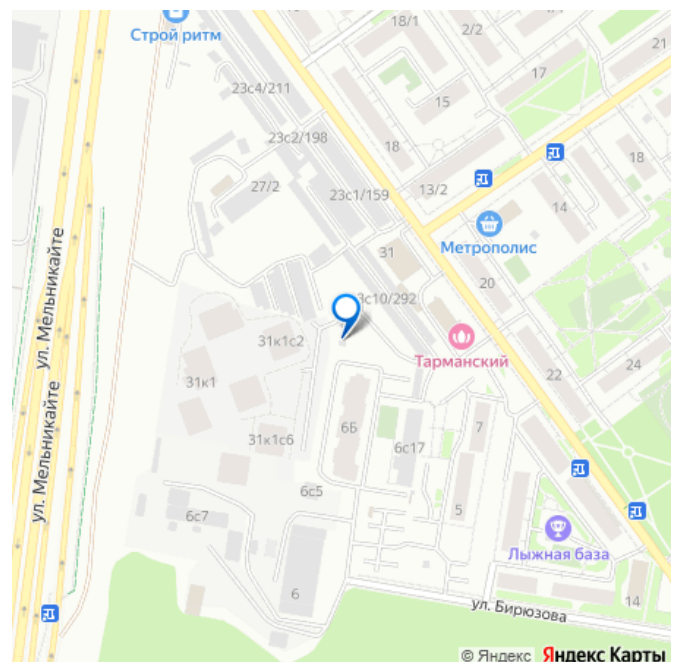 18/1
2/2
Строй ритм
21
17
23с4/211
15
23с2/198
18
18
27/2
23с1/159
13/2
14
Метрополис
31
20
ул. Мельникайте
3с10/292
31к1с2
Тарманский
24
22
31к1
ул. Мельникайте
6Б
7
31к1с6
6с17
6с5
5
6с7
Лыжная база
6
14
ул. Бирюзова
© Яндекс Яндекс Карты